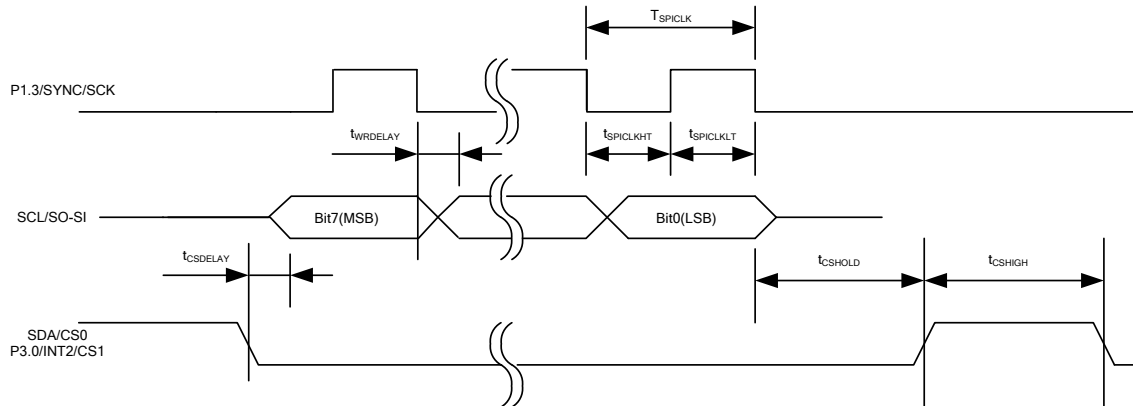 TSPICLK
P1.3/SYNC/SCK
tWRDELAY
tSPICLKHT
tSPICLKLT
SCL/SO-SI
Bit7(MSB)
Bit0(LSB)
tCSDELAY
tCSHOLD
tCSHIGH
SDA/CS0
P3.0/INT2/CS1